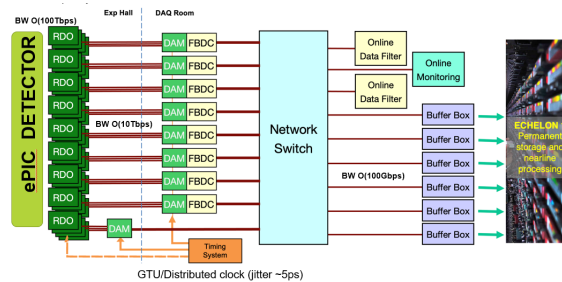 Exp Hall
DAQ Room
BW O(100Tbps)
ePIC DETECTOR
RDO
RDO
RDO
RDO
RDO
RDO
RDO
RDO
RDO
BW O(10Tbps)
DAM FBDC
DAM FBDC
DAM FBDC
DAM FBDC
DAM FBDC
DAM FBDC
DAM FBDC
DAM FBDC
DAM
Timing
System
GTU/Distributed clock (jitter ~5ps)
Network
Switch
Online
Data Filter
Online
Data Filter
Online
Monitoring
BW O(100Gbps)
Buffer Box
Buffer Box
Buffer Box
Buffer Box
Buffer Box
Buffer Box
ECHELON
Permanent
storage and
nearline
processing